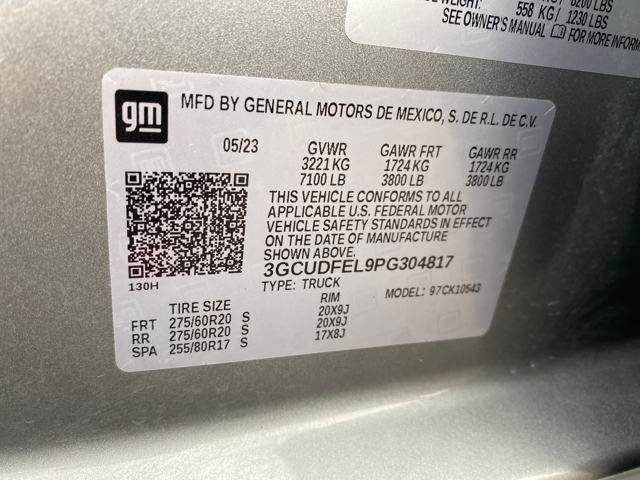 WEIGHT: 558 KG/ 1230 LBS
SEE OWNER'S MANUAL FOR MORE INFORM
gm
MFD BY GENERAL MOTORS DE MEXICO, S. DE R.L. DE C.V.
05/23 GVWR GAWR FRT GAWR RR
3221 KG 1724 KG 1724 KG
7100 LB 3800 LB 3800 LB
THIS VEHICLE CONFORMS TO ALL
APPLICABLE U.S. FEDERAL MOTOR
VEHICLE SAFETY STANDARDS IN EFFECT
ON THE DATE OF MANUFACTURE
SHOWN ABOVE.
3GCUDFEL9PG304817
130H TYPE: TRUCK MODEL: 97CK10543
TIRE SIZE RIM
FRT 275/60R20 S 20X9J
RR 275/60R20 S 20X9J
SPA 255/80R17 S 17X8J